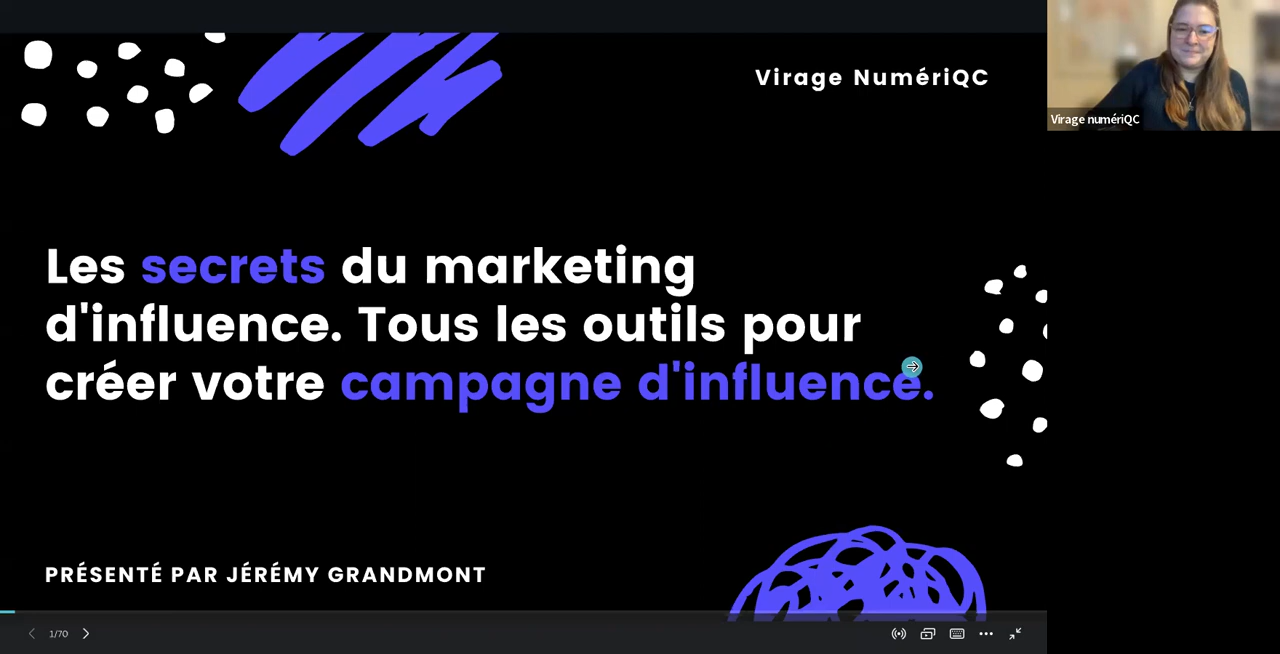 Virage NumériQC
Virage numériQC
Les secrets du marketing
d'influence. Tous les outils pour
créer votre campagne d'influence.
PRÉSENTÉ PAR JÉRÉMY GRANDMONT
1/70